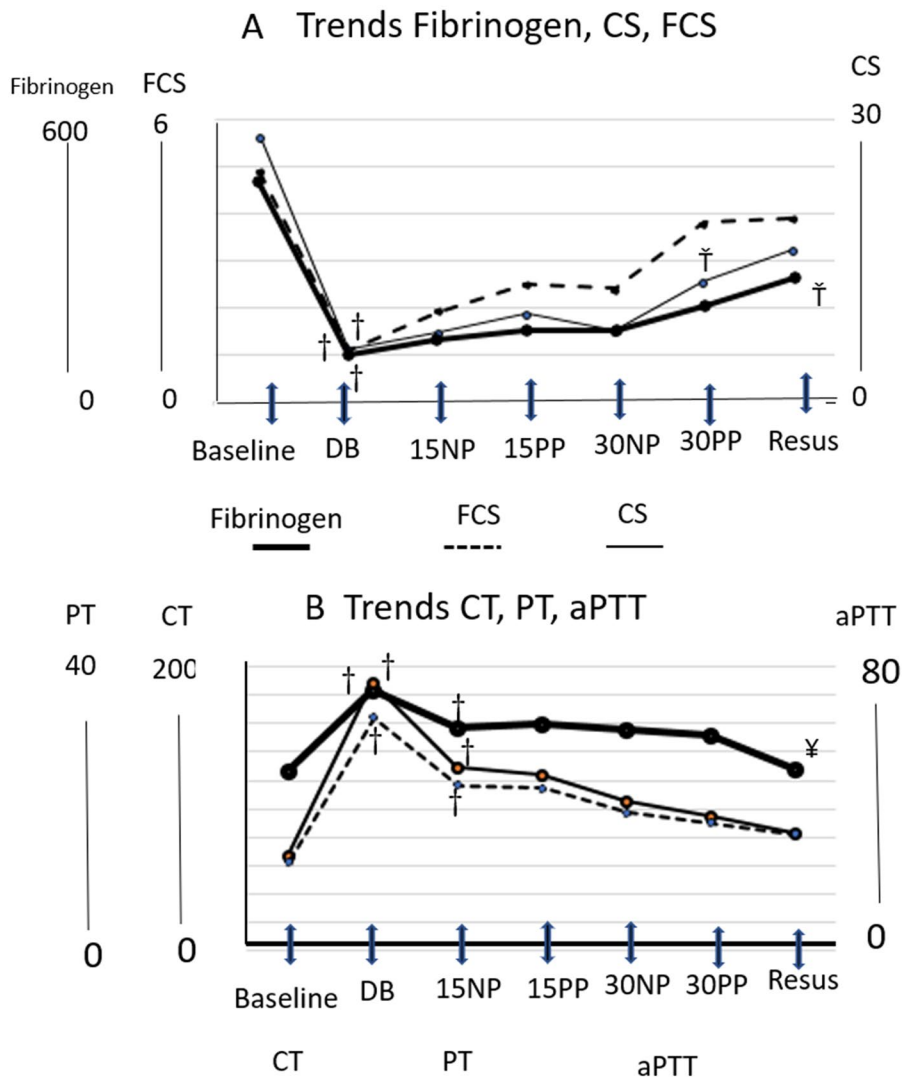 A Trends Fibrinogen, CS, FCS
Fibrinogen FCS CS
600 6 30
Ť
†
† Ť
†
0 0 0
Baseline DB 15NP 15PP 30NP 30PP Resus
Fibrinogen FCS CS
B Trends CT, PT, aPTT
PT CT aPTT
40 200 80
† †
†
† † ¥
†
0 0 0
Baseline DB 15NP 15PP 30NP 30PP Resus
CT PT aPTT